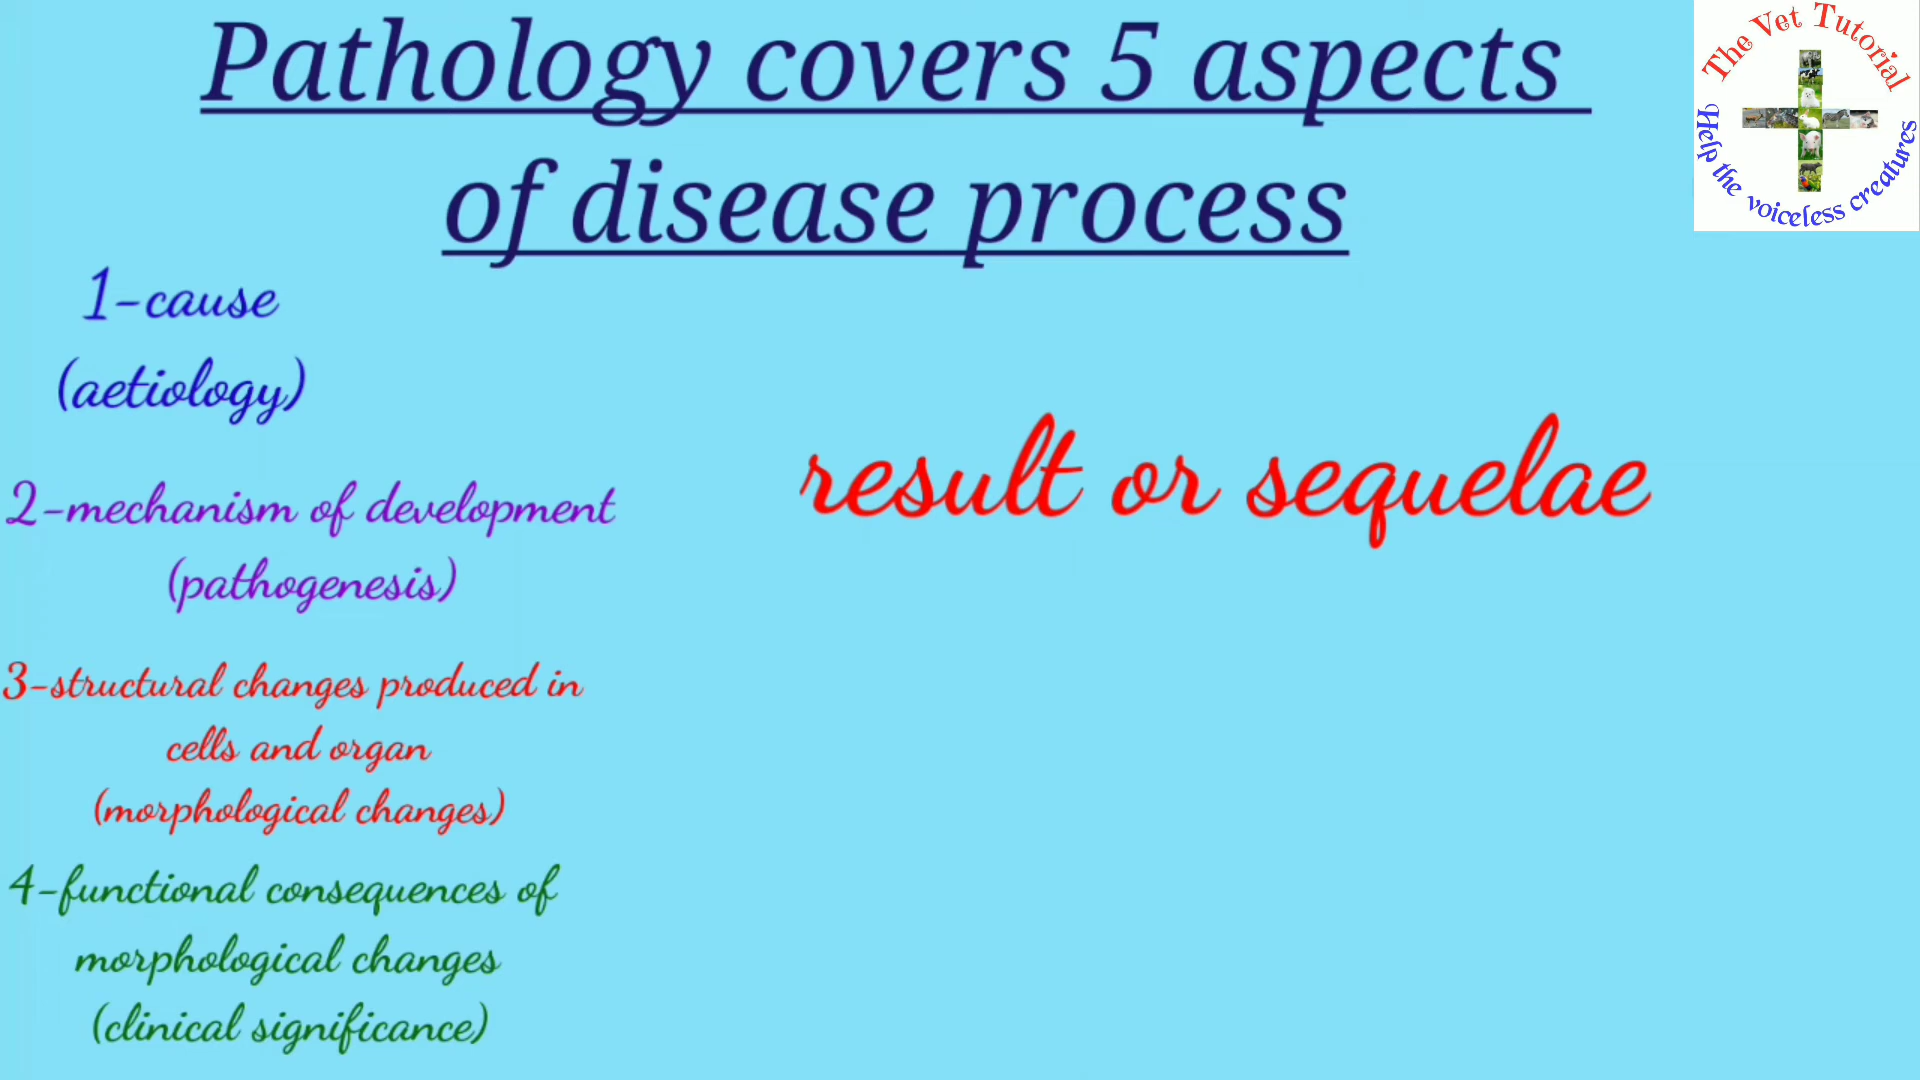 Pathology covers 5 aspects
of disease process
The Vet Tutorial
Help the voiceless creatures
1-cause
(aetiology)
2-mechanism of development
(pathogenesis)
3-structural changes produced in
cells and organ
(morphological changes)
4-functional consequences of
morphological changes
(clinical significance)
result or sequelae